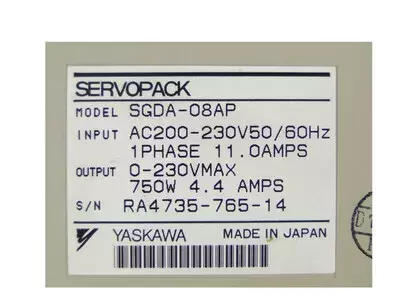 SERVOPACK
MODEL SGDA-08AP
INPUT AC200-230V50/60Hz
1PHASE 11.0AMPS
OUTPUT 0-230VMAX
750W 4.4 AMPS
S/N RA4735-765-14
YASKAWA MADE IN JAPAN